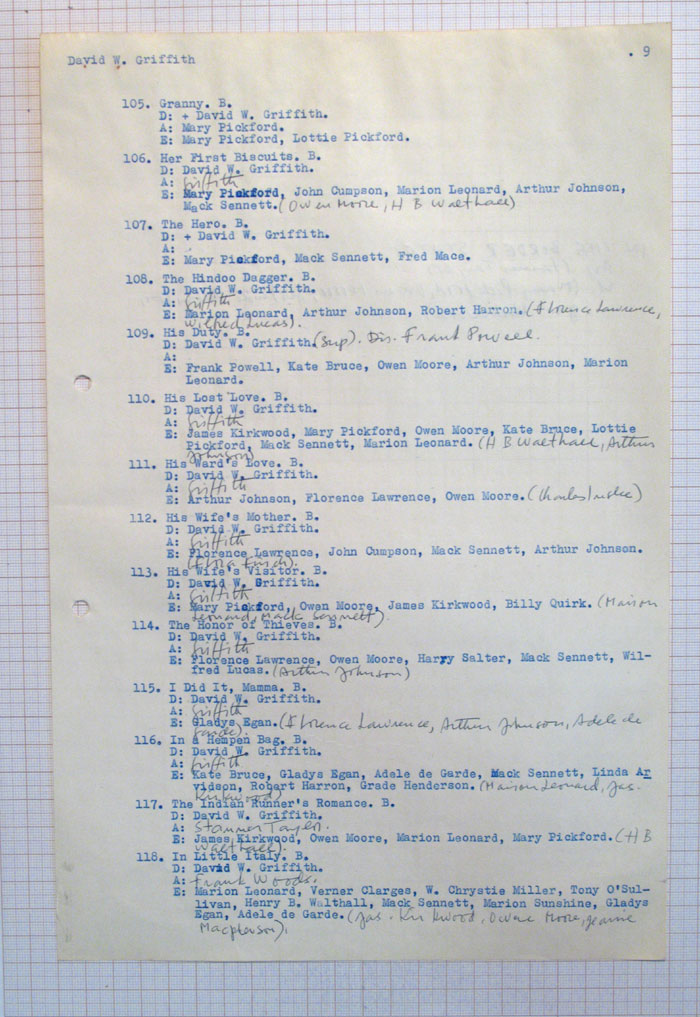 David W. Griffith
. 9
105. Granny. B.
D: + David W. Griffith.
A: Mary Pickford.
E: Mary Pickford, Lottie Pickford.
106. Her First Biscuits. B.
D: David W. Griffith.
A: Griffith
E: Mary Pickford, John Cumpson, Marion Leonard, Arthur Johnson,
Mack Sennett. (Owen Moore, H B Walthall)
107. The Hero. B.
D: + David W. Griffith.
A: .
E: Mary Pickford, Mack Sennett, Fred Mace.
108. The Hindoo Dagger. B.
D: David W. Griffith.
A: Griffith
E: Marion Leonard, Arthur Johnson, Robert Harron. (Florence Lawrence,
Wilfred Lucas).
109. His Duty. B.
D: David W. Griffith. (Sup). Dir. Frank Powell.
A:
E: Frank Powell, Kate Bruce, Owen Moore, Arthur Johnson, Marion
Leonard.
110. His Lost Love. B.
D: David W. Griffith.
A: Griffith
E: James Kirkwood, Mary Pickford, Owen Moore, Kate Bruce, Lottie
Pickford, Mack Sennett, Marion Leonard. (H B Walthall, Arthur
Johnson)
111. His Ward's Love. B.
D: David W. Griffith.
A: Griffith
E: Arthur Johnson, Florence Lawrence, Owen Moore. (Charles Inslee)
112. His Wife's Mother. B.
D: David W. Griffith.
A: Griffith
E: Florence Lawrence, John Cumpson, Mack Sennett, Arthur Johnson.
(Flora Finch).
113. His Wife's Visitor. B.
D: David W. Griffith.
A: Griffith
E: Mary Pickford, Owen Moore, James Kirkwood, Billy Quirk. (Marion
Leonard, Mack Sennett).
114. The Honor of Thieves. B.
D: David W. Griffith.
A: Griffith
E: Florence Lawrence, Owen Moore, Harry Salter, Mack Sennett, Wil-
fred Lucas. (Arthur Johnson)
115. I Did It, Mamma. B.
D: David W. Griffith.
A: Griffith
E: Gladys Egan. (Florence Lawrence, Arthur Johnson, Adele de
Garde).
116. In a Hempen Bag. B.
D: David W. Griffith.
A: Griffith
E: Kate Bruce, Gladys Egan, Adele de Garde, Mack Sennett, Linda Ar
vidson, Robert Harron, Grade Henderson. (Marion Leonard, Jas.
Kirkwood)
117. The Indian Runner's Romance. B.
D: David W. Griffith.
A: Stanner Taylor.
E: James Kirkwood, Owen Moore, Marion Leonard, Mary Pickford. (H B
Walthall).
118. In Little Italy. B.
D: David W. Griffith.
A: Frank Woods.
E: Marion Leonard, Verner Clarges, W. Chrystie Miller, Tony O'Sul-
livan, Henry B. Walthall, Mack Sennett, Marion Sunshine, Gladys
Egan, Adele de Garde. (Jas. Kirkwood, Owen Moore, Jeanie
Macpherson).